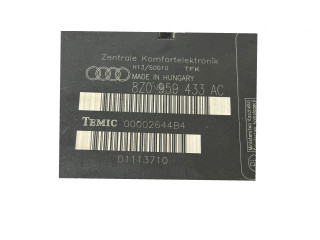 Zentrale Komfortelektronik
H13/S0010 TFK
MADE IN HUNGARY
8Z0 959 433 AC
TEMIC 00002644B4
01113710